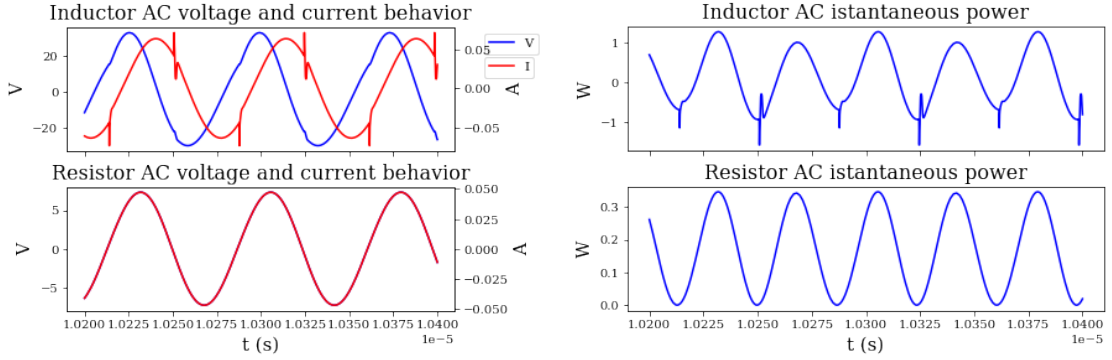 Inductor AC voltage and current behavior
Inductor AC istantaneous power
20
0
−20
V
0.05
0.00
−0.05
A
V
I
1
0
−1
W
Resistor AC voltage and current behavior
Resistor AC istantaneous power
5
0
−5
V
0.050
0.025
0.000
−0.025
−0.050
A
0.3
0.2
0.1
0.0
W
1.0200 1.0225 1.0250 1.0275 1.0300 1.0325 1.0350 1.0375 1.0400
1e−5
t (s)
1.0200 1.0225 1.0250 1.0275 1.0300 1.0325 1.0350 1.0375 1.0400
1e−5
t (s)